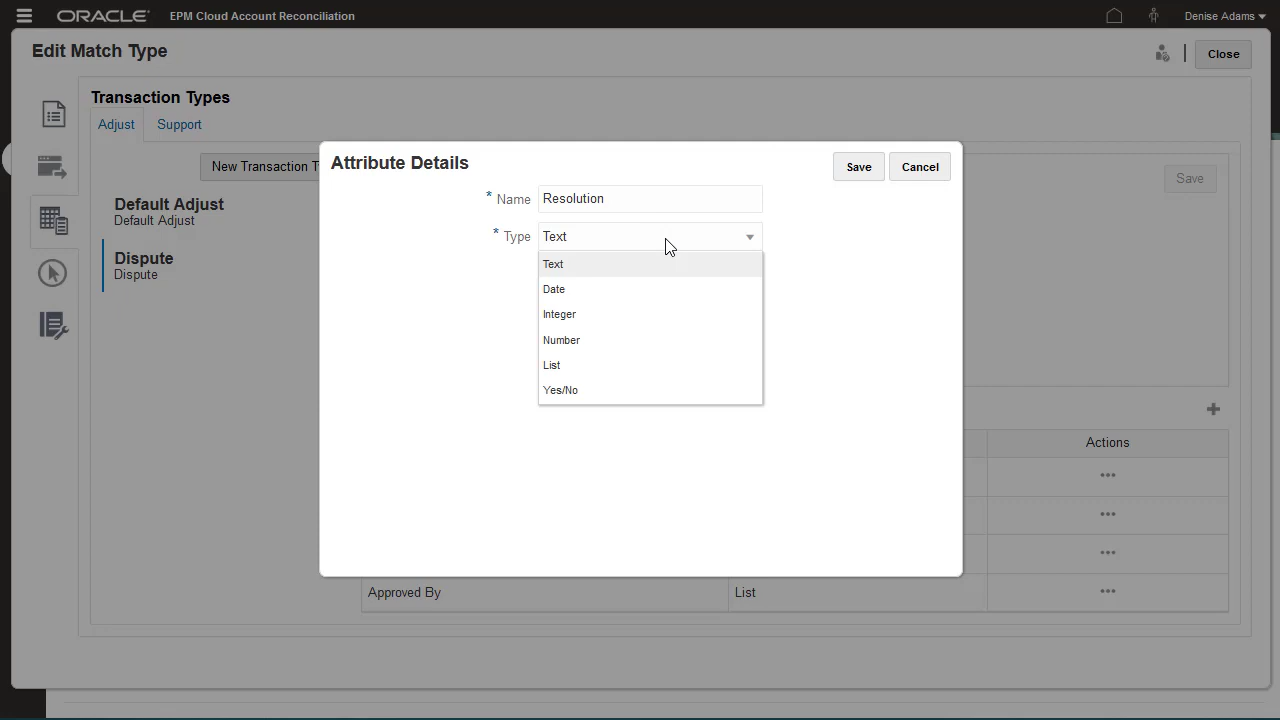 ORACLE EPM Cloud Account Reconciliation Denise Adams
Edit Match Type Close
Transaction Types
Adjust Support
Attribute Details Save Cancel
New Transaction T Save
* Name Resolution
Default Adjust
Default Adjust
* Type Text
Dispute
Dispute
Text
Date
Integer
Number
List
Yes/No
Actions
Approved By List